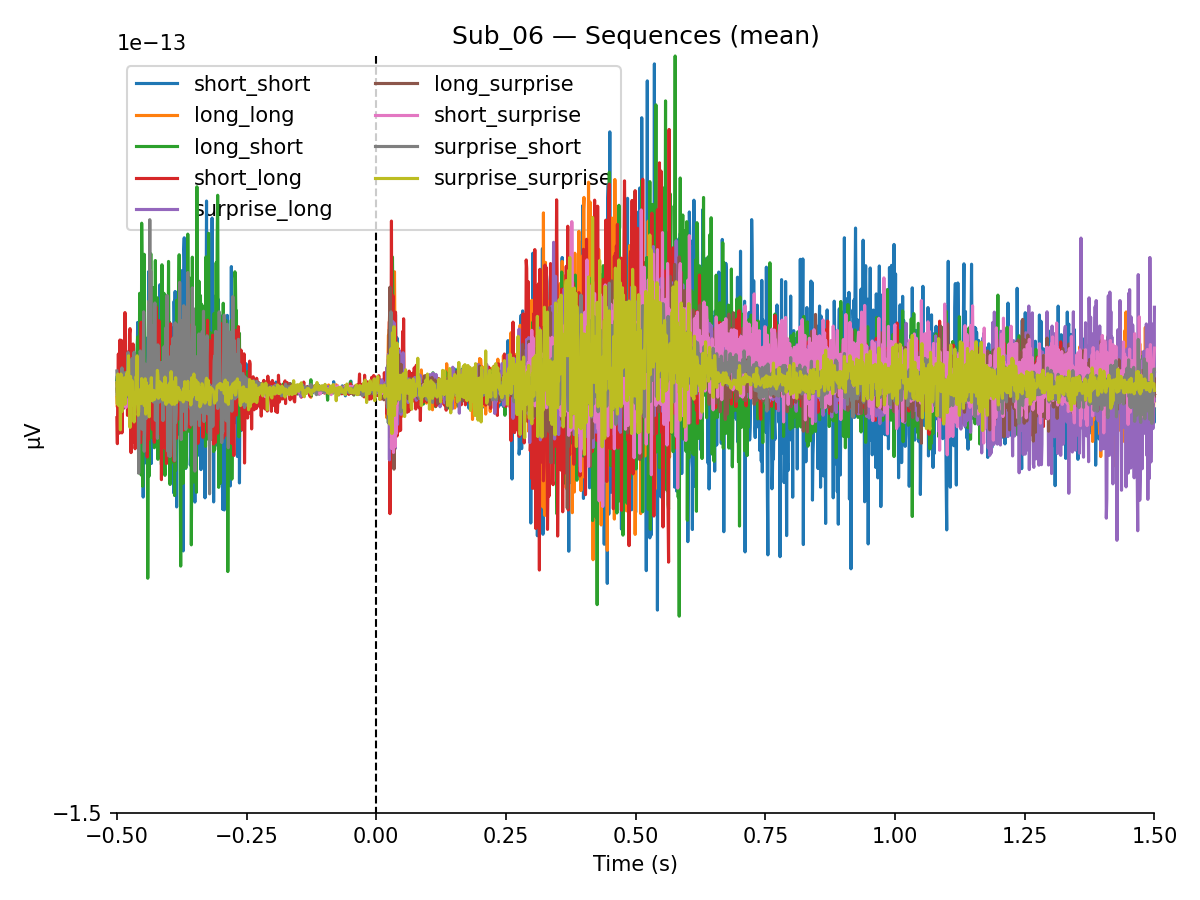 Sub_06 — Sequences (mean)
1e−13
short_short
long_long
long_short
short_long
surprise_long
long_surprise
short_surprise
surprise_short
surprise_surprise
µV
−1.5
−0.50 −0.25 0.00 0.25 0.50 0.75 1.00 1.25 1.50
Time (s)